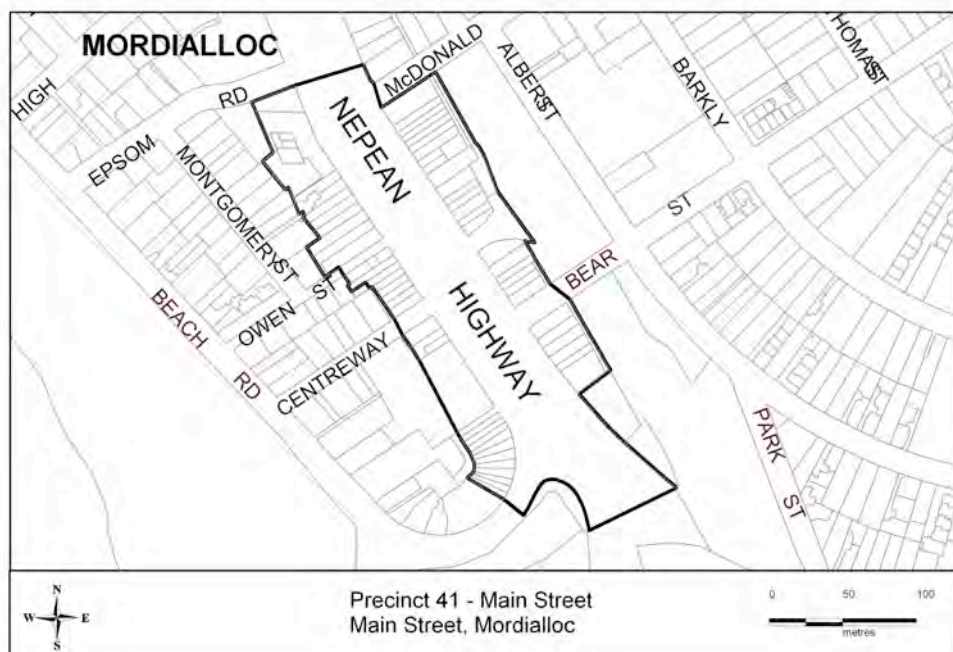 MORDIALLOC
HIGH
EPSOM RD
McDONALD
ALBERT ST
BARKLY ST
THOMAS ST
NEPEAN HIGHWAY
MONTGOMERY ST
OWEN ST
BEACH RD
CENTREWAY
BEAR
PARK ST
N
W E
S
Precinct 41 - Main Street
Main Street, Mordialloc
0 50 100
metres